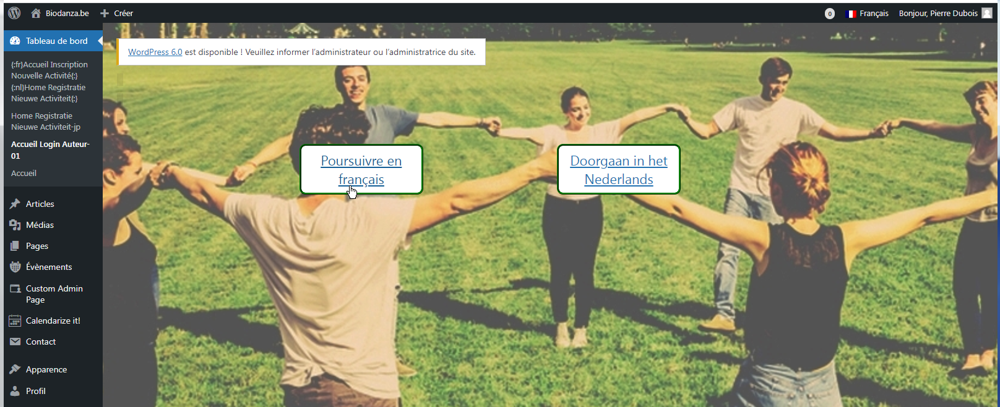 Biodanza.be
Créer
0
Français
Bonjour, Pierre Dubois
Tableau de bord
{:fr}Accueil Inscription
Nouvelle Activité{:}
{:nl}Home Registratie
Nieuwe Activiteit{:}
Home Registratie
Nieuwe Activiteit-jp
Accueil Login Auteur-
01
Accueil
Articles
Médias
Pages
Évènements
Custom Admin
Page
Calendarize it!
Contact
Apparence
Profil
WordPress 6.0 est disponible ! Veuillez informer l’administrateur ou l’administratrice du site.
Poursuivre en
français
Doorgaan in het
Nederlands